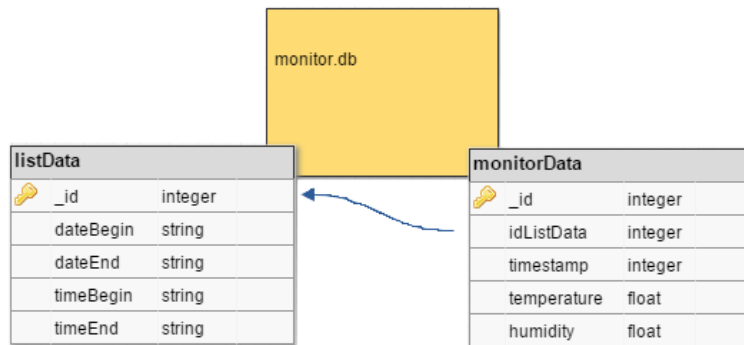 monitor.db
listData
_id integer
dateBegin string
dateEnd string
timeBegin string
timeEnd string
monitorData
_id integer
idListData integer
timestamp integer
temperature float
humidity float